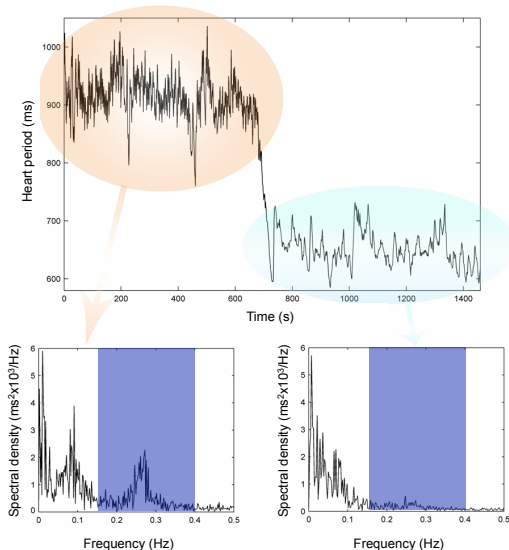 1000
900
800
700
600
Heart period (ms)
0 200 400 600 800 1000 1200 1400
Time (s)
6
5
4
3
2
1
0
Spectral density (ms²x10³/Hz)
0 0.1 0.2 0.3 0.4 0.5
Frequency (Hz)
6
5
4
3
2
1
0
Spectral density (ms²x10³/Hz)
0 0.1 0.2 0.3 0.4 0.5
Frequency (Hz)